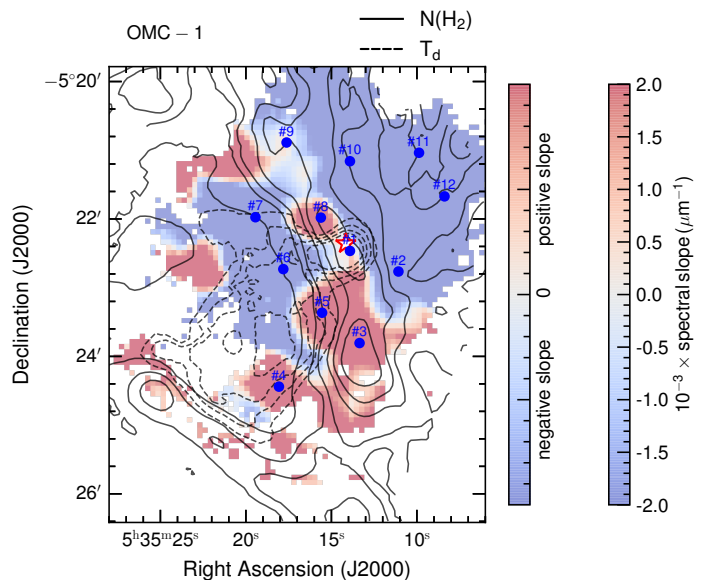 OMC − 1
N(H₂)
T_d
−5°20′
22′
24′
26′
Declination (J2000)
5ʰ35ᵐ25ˢ
20ˢ
15ˢ
10ˢ
Right Ascension (J2000)
#9
#10
#11
#12
#7
#8
#1
#2
#6
#5
#3
#4
negative slope 0 positive slope
2.0
1.5
1.0
0.5
0.0
-0.5
-1.0
-1.5
-2.0
10⁻³ × spectral slope (μm⁻¹)